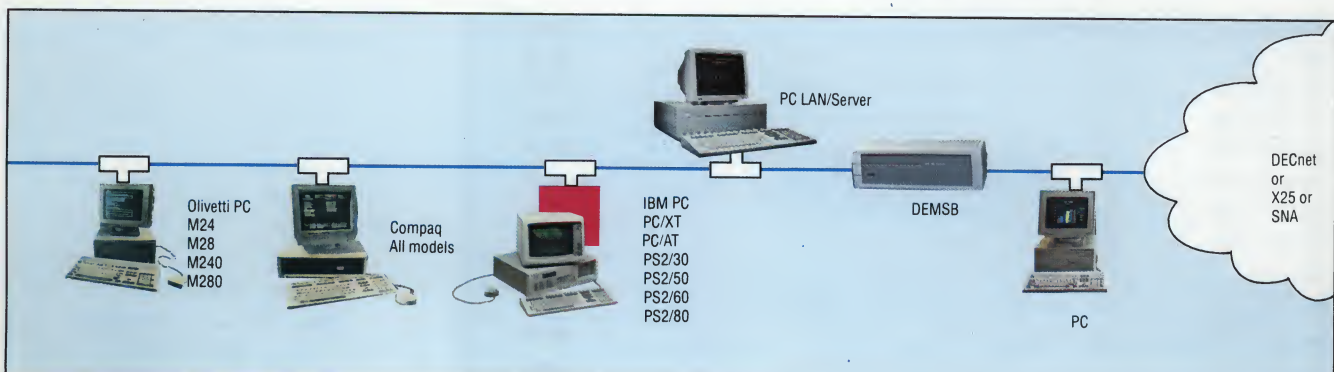 Olivetti PC
M24
M28
M240
M280
Compaq
All models
IBM PC
PC/XT
PC/AT
PS2/30
PS2/50
PS2/60
PS2/80
PC LAN/Server
DEMSB
PC
DECnet
or
X25 or
SNA